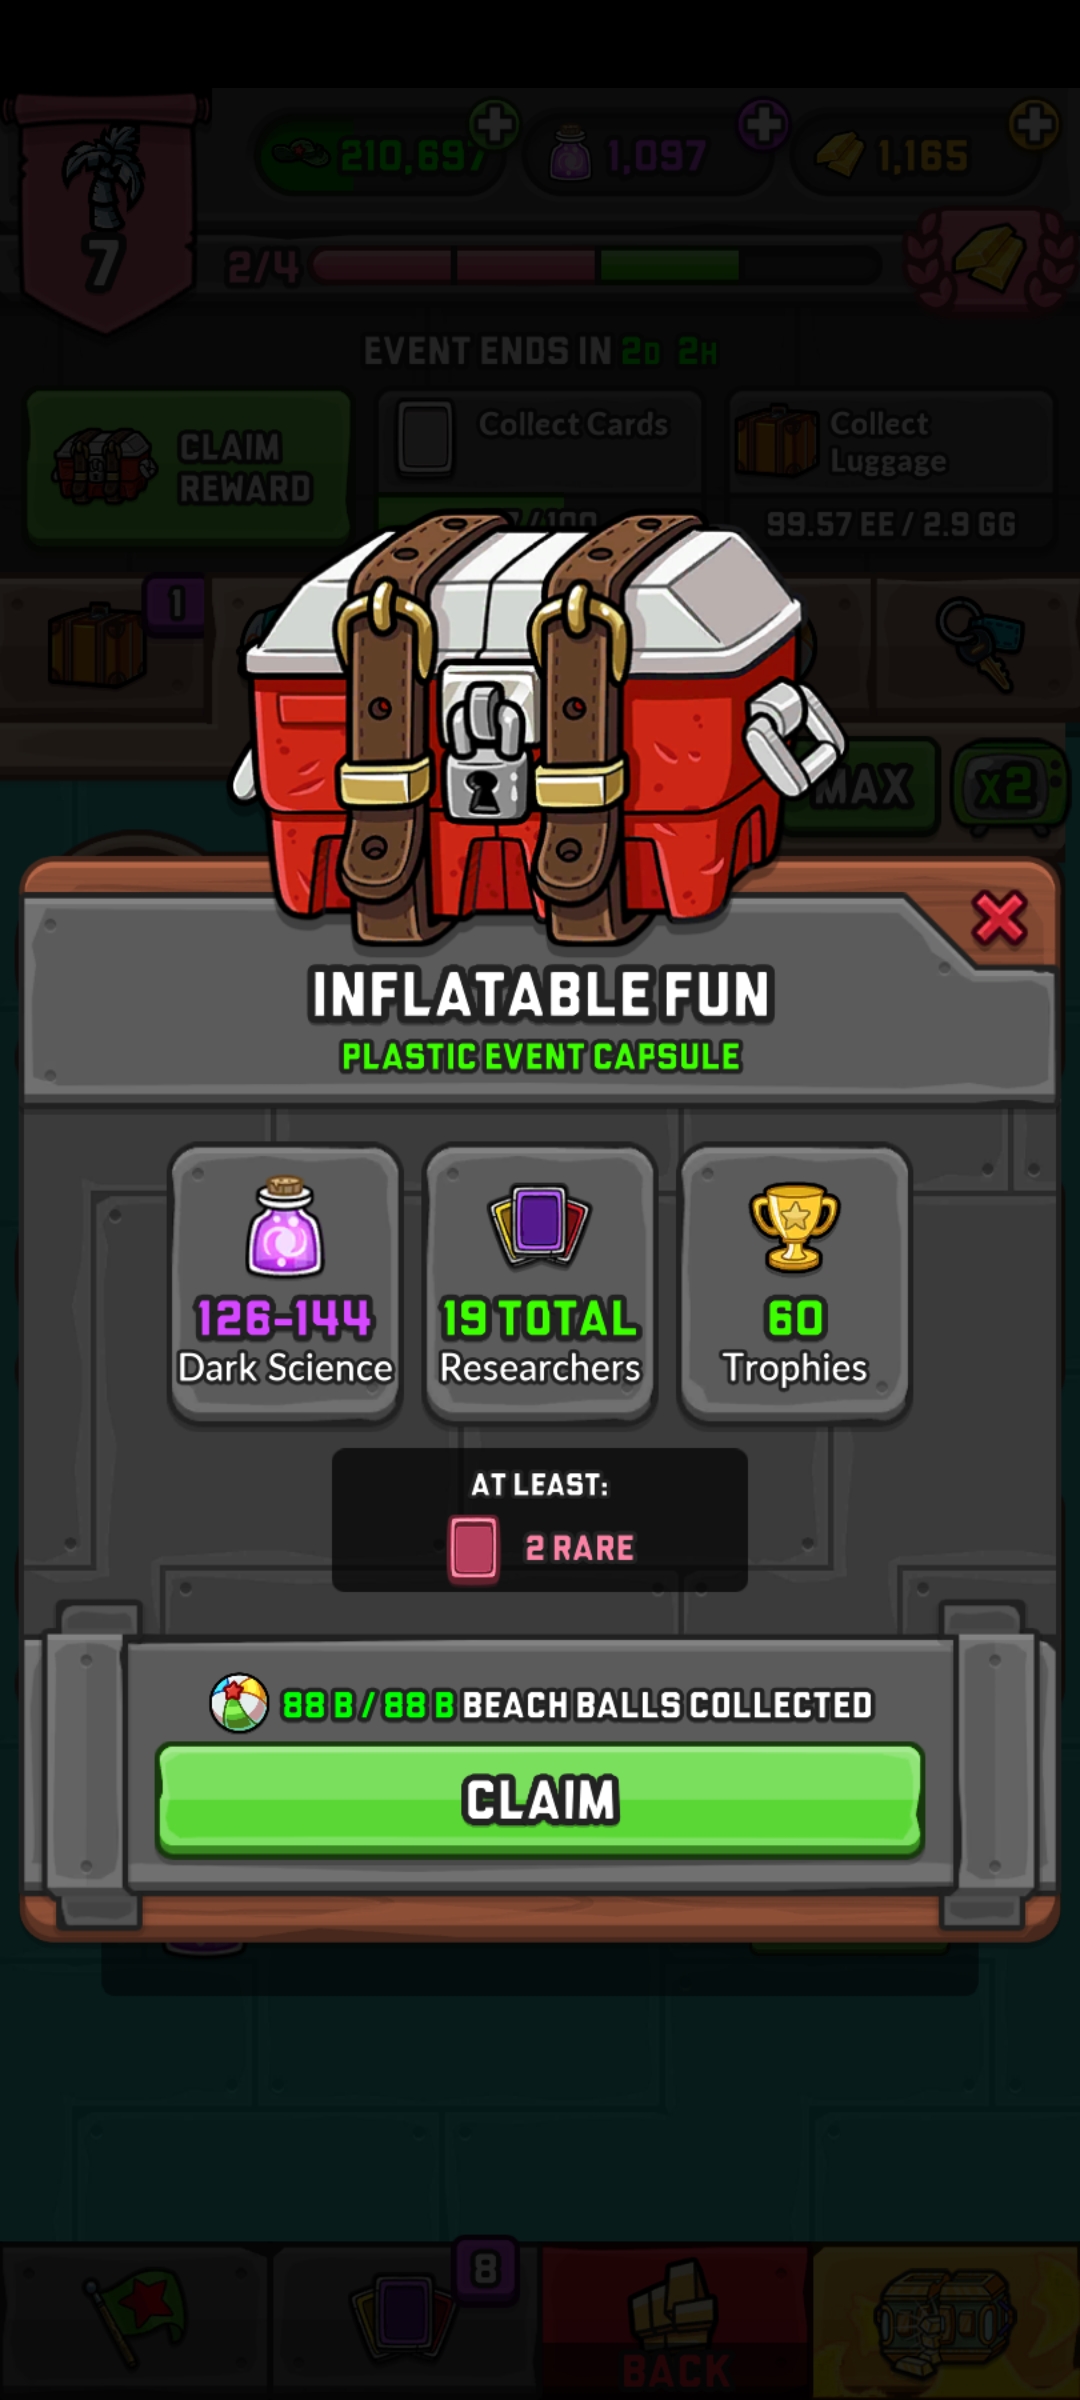 210,697
1,097
1,165
7
2/4
EVENT ENDS IN 2D 2H
CLAIM
REWARD
Collect Cards
/100
Collect
Luggage
99.57 EE / 2.9 GG
1
MAX
x2
INFLATABLE FUN
PLASTIC EVENT CAPSULE
126-144
Dark Science
19 TOTAL
Researchers
60
Trophies
AT LEAST:
2 RARE
88 B / 88 B BEACH BALLS COLLECTED
CLAIM
8
BACK